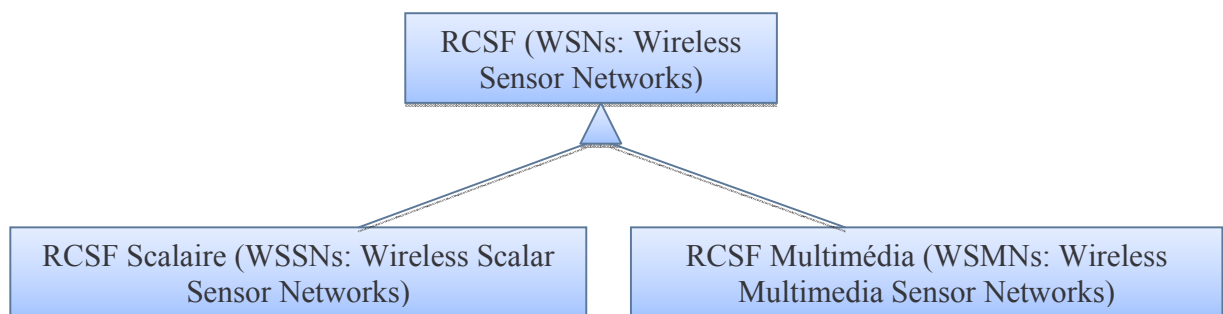 RCSF (WSNs: Wireless
Sensor Networks)
RCSF Scalaire (WSSNs: Wireless Scalar
Sensor Networks)
RCSF Multimédia (WSMNs: Wireless
Multimedia Sensor Networks)